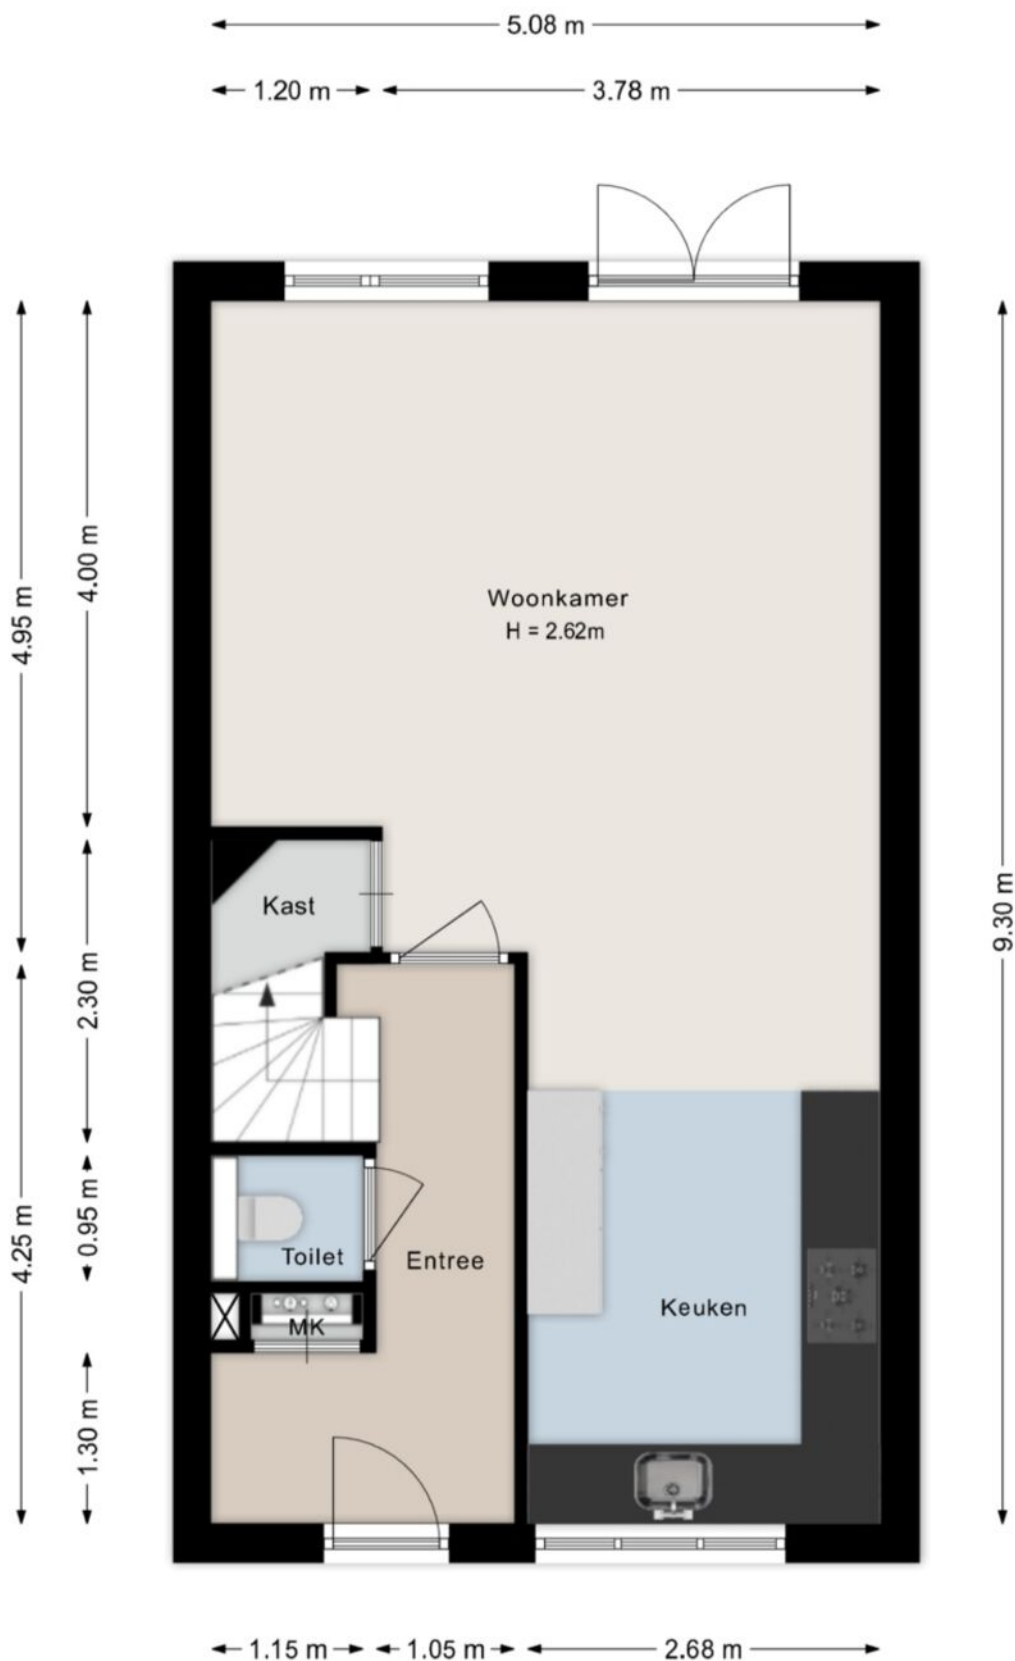 5.08 m
1.20 m
3.78 m
4.95 m
4.00 m
Woonkamer
H = 2.62m
9.30 m
Kast
2.30 m
4.25 m
0.95 m
Toilet
Entree
Keuken
MK
1.30 m
1.15 m
1.05 m
2.68 m